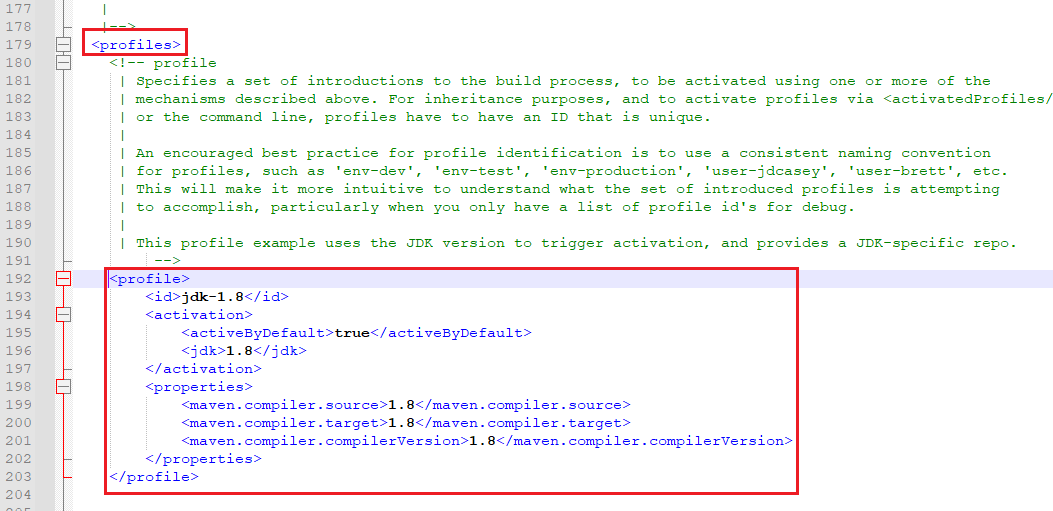 177 |
178 |-->
179 <profiles>
180 <!-- profile
181 | Specifies a set of introductions to the build process, to be activated using one or more of the
182 | mechanisms described above. For inheritance purposes, and to activate profiles via <activatedProfiles/
183 | or the command line, profiles have to have an ID that is unique.
184 |
185 | An encouraged best practice for profile identification is to use a consistent naming convention
186 | for profiles, such as 'env-dev', 'env-test', 'env-production', 'user-jdcasey', 'user-brett', etc.
187 | This will make it more intuitive to understand what the set of introduced profiles is attempting
188 | to accomplish, particularly when you only have a list of profile id's for debug.
189 |
190 | This profile example uses the JDK version to trigger activation, and provides a JDK-specific repo.
191 -->
192 <profile>
193 <id>jdk-1.8</id>
194 <activation>
195 <activeByDefault>true</activeByDefault>
196 <jdk>1.8</jdk>
197 </activation>
198 <properties>
199 <maven.compiler.source>1.8</maven.compiler.source>
200 <maven.compiler.target>1.8</maven.compiler.target>
201 <maven.compiler.compilerVersion>1.8</maven.compiler.compilerVersion>
202 </properties>
203 </profile>
204